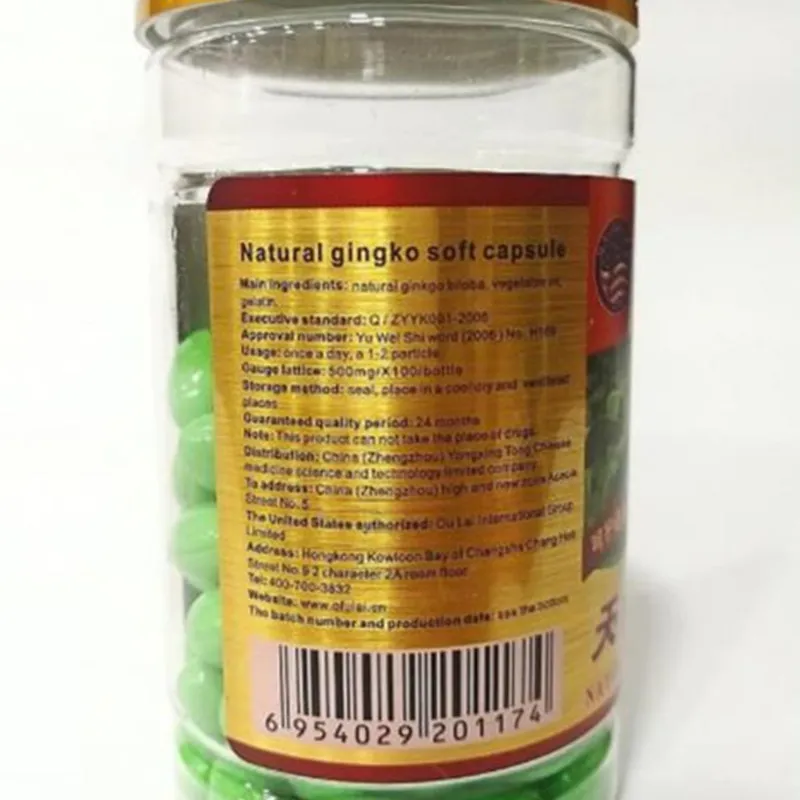 Natural gingko soft capsule
Main ingredients: natural ginkgo biloba, vegetable oil,
gelatin.
Executive standard: Q / ZYYK001-2006
Approval number: Yu Wei Shi word (2006) No. H169
Usage: once a day, a 1-2 particle
Gauge lattice: 500mg/X100/bottle
Storage method: seal, place in a cool dry and ventilated
places
Guaranteed quality period: 24 months
Note: This product can not take the place of drugs.
Distribution: China (Zhengzhou) Yongxing Tong Chinese
medicine science and technology limited company
To address: China (Zhengzhou) high and new zone Acacia
Street No. 5
The United States authorized: Ou Lai International Group
Limited
Address: Hongkong Kowloon Bay of Changsha Chang Hee
Street No. 9 2 character 2A room floor
Tel: 400-700-3832
Website: www.ofulai.cn
The batch number and production date: see the bottom
6 954029 201174
天